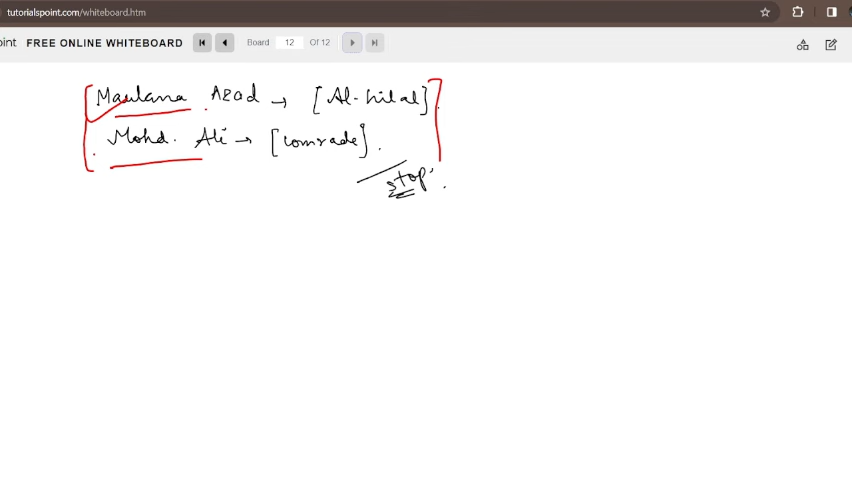 tutorialspoint.com/whiteboard.htm
oint FREE ONLINE WHITEBOARD Board 12 Of 12
Maulana Azad → [Al-hilal].
Mohd. Ali → [comrade].
stop